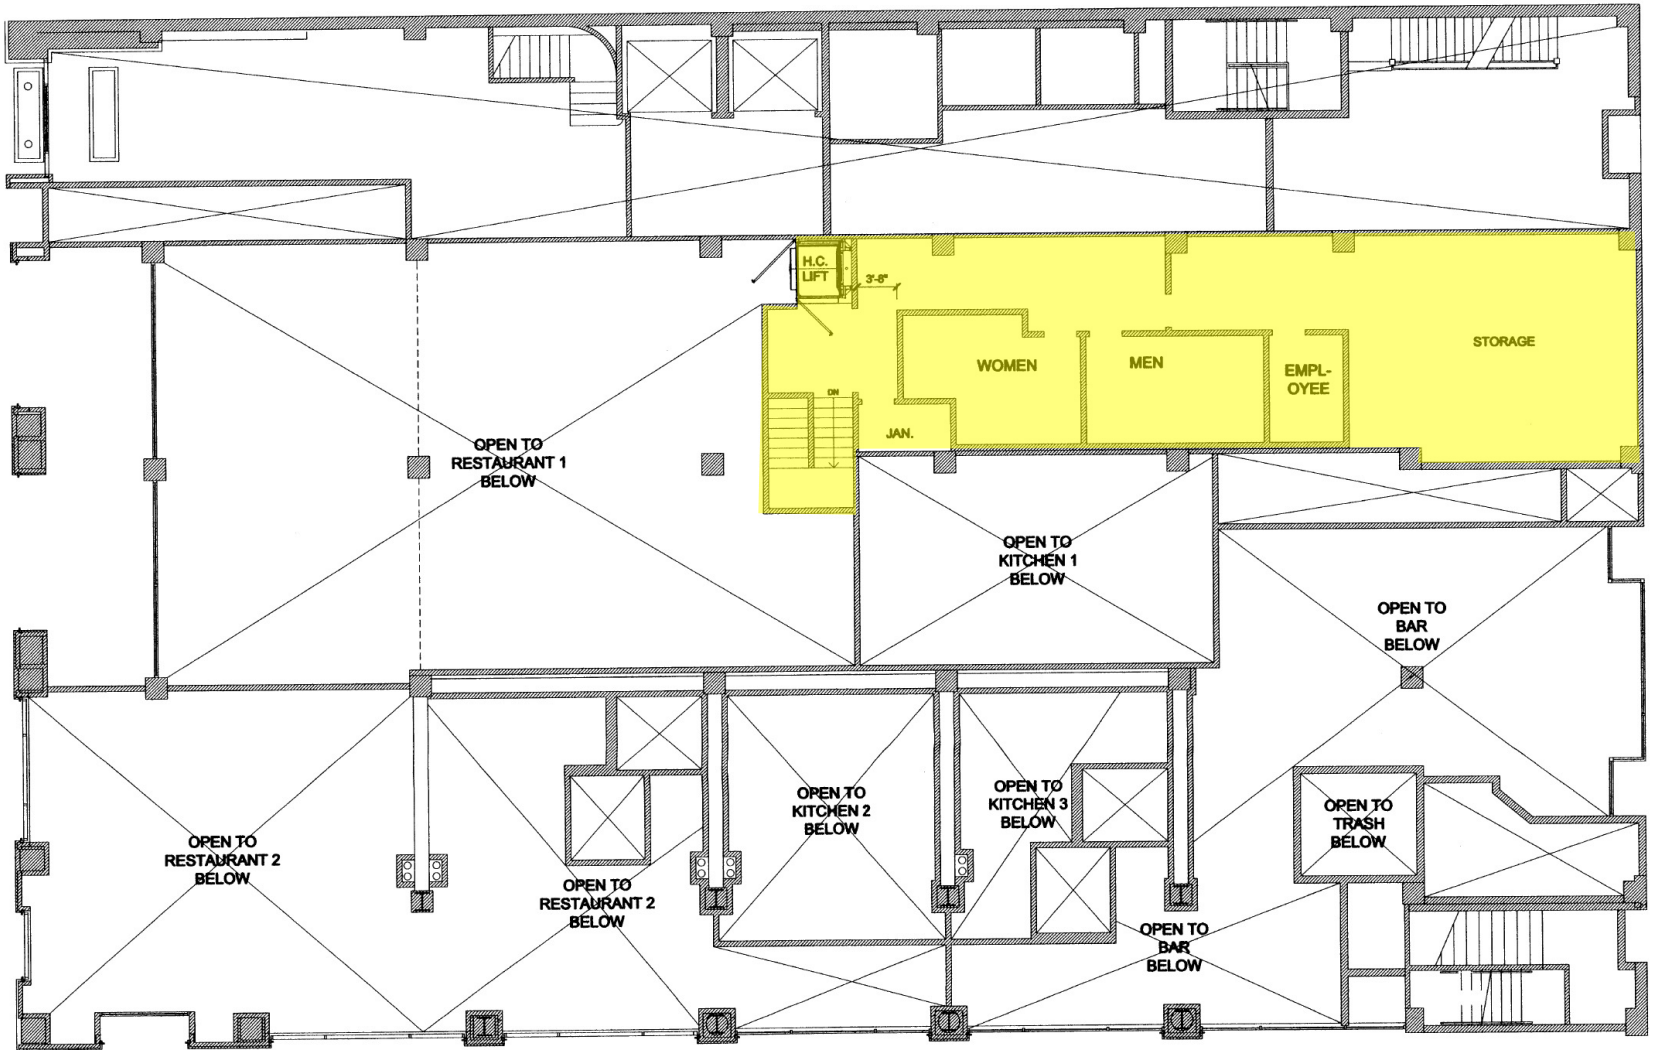 H.C.
LIFT
3'-6"
STORAGE
WOMEN
MEN
EMPL-
OYEE
DN
JAN.
OPEN TO
RESTAURANT 1
BELOW
OPEN TO
KITCHEN 1
BELOW
OPEN TO
BAR
BELOW
OPEN TO
KITCHEN 2
BELOW
OPEN TO
KITCHEN 3
BELOW
OPEN TO
TRASH
BELOW
OPEN TO
RESTAURANT 2
BELOW
OPEN TO
RESTAURANT 2
BELOW
OPEN TO
BAR
BELOW